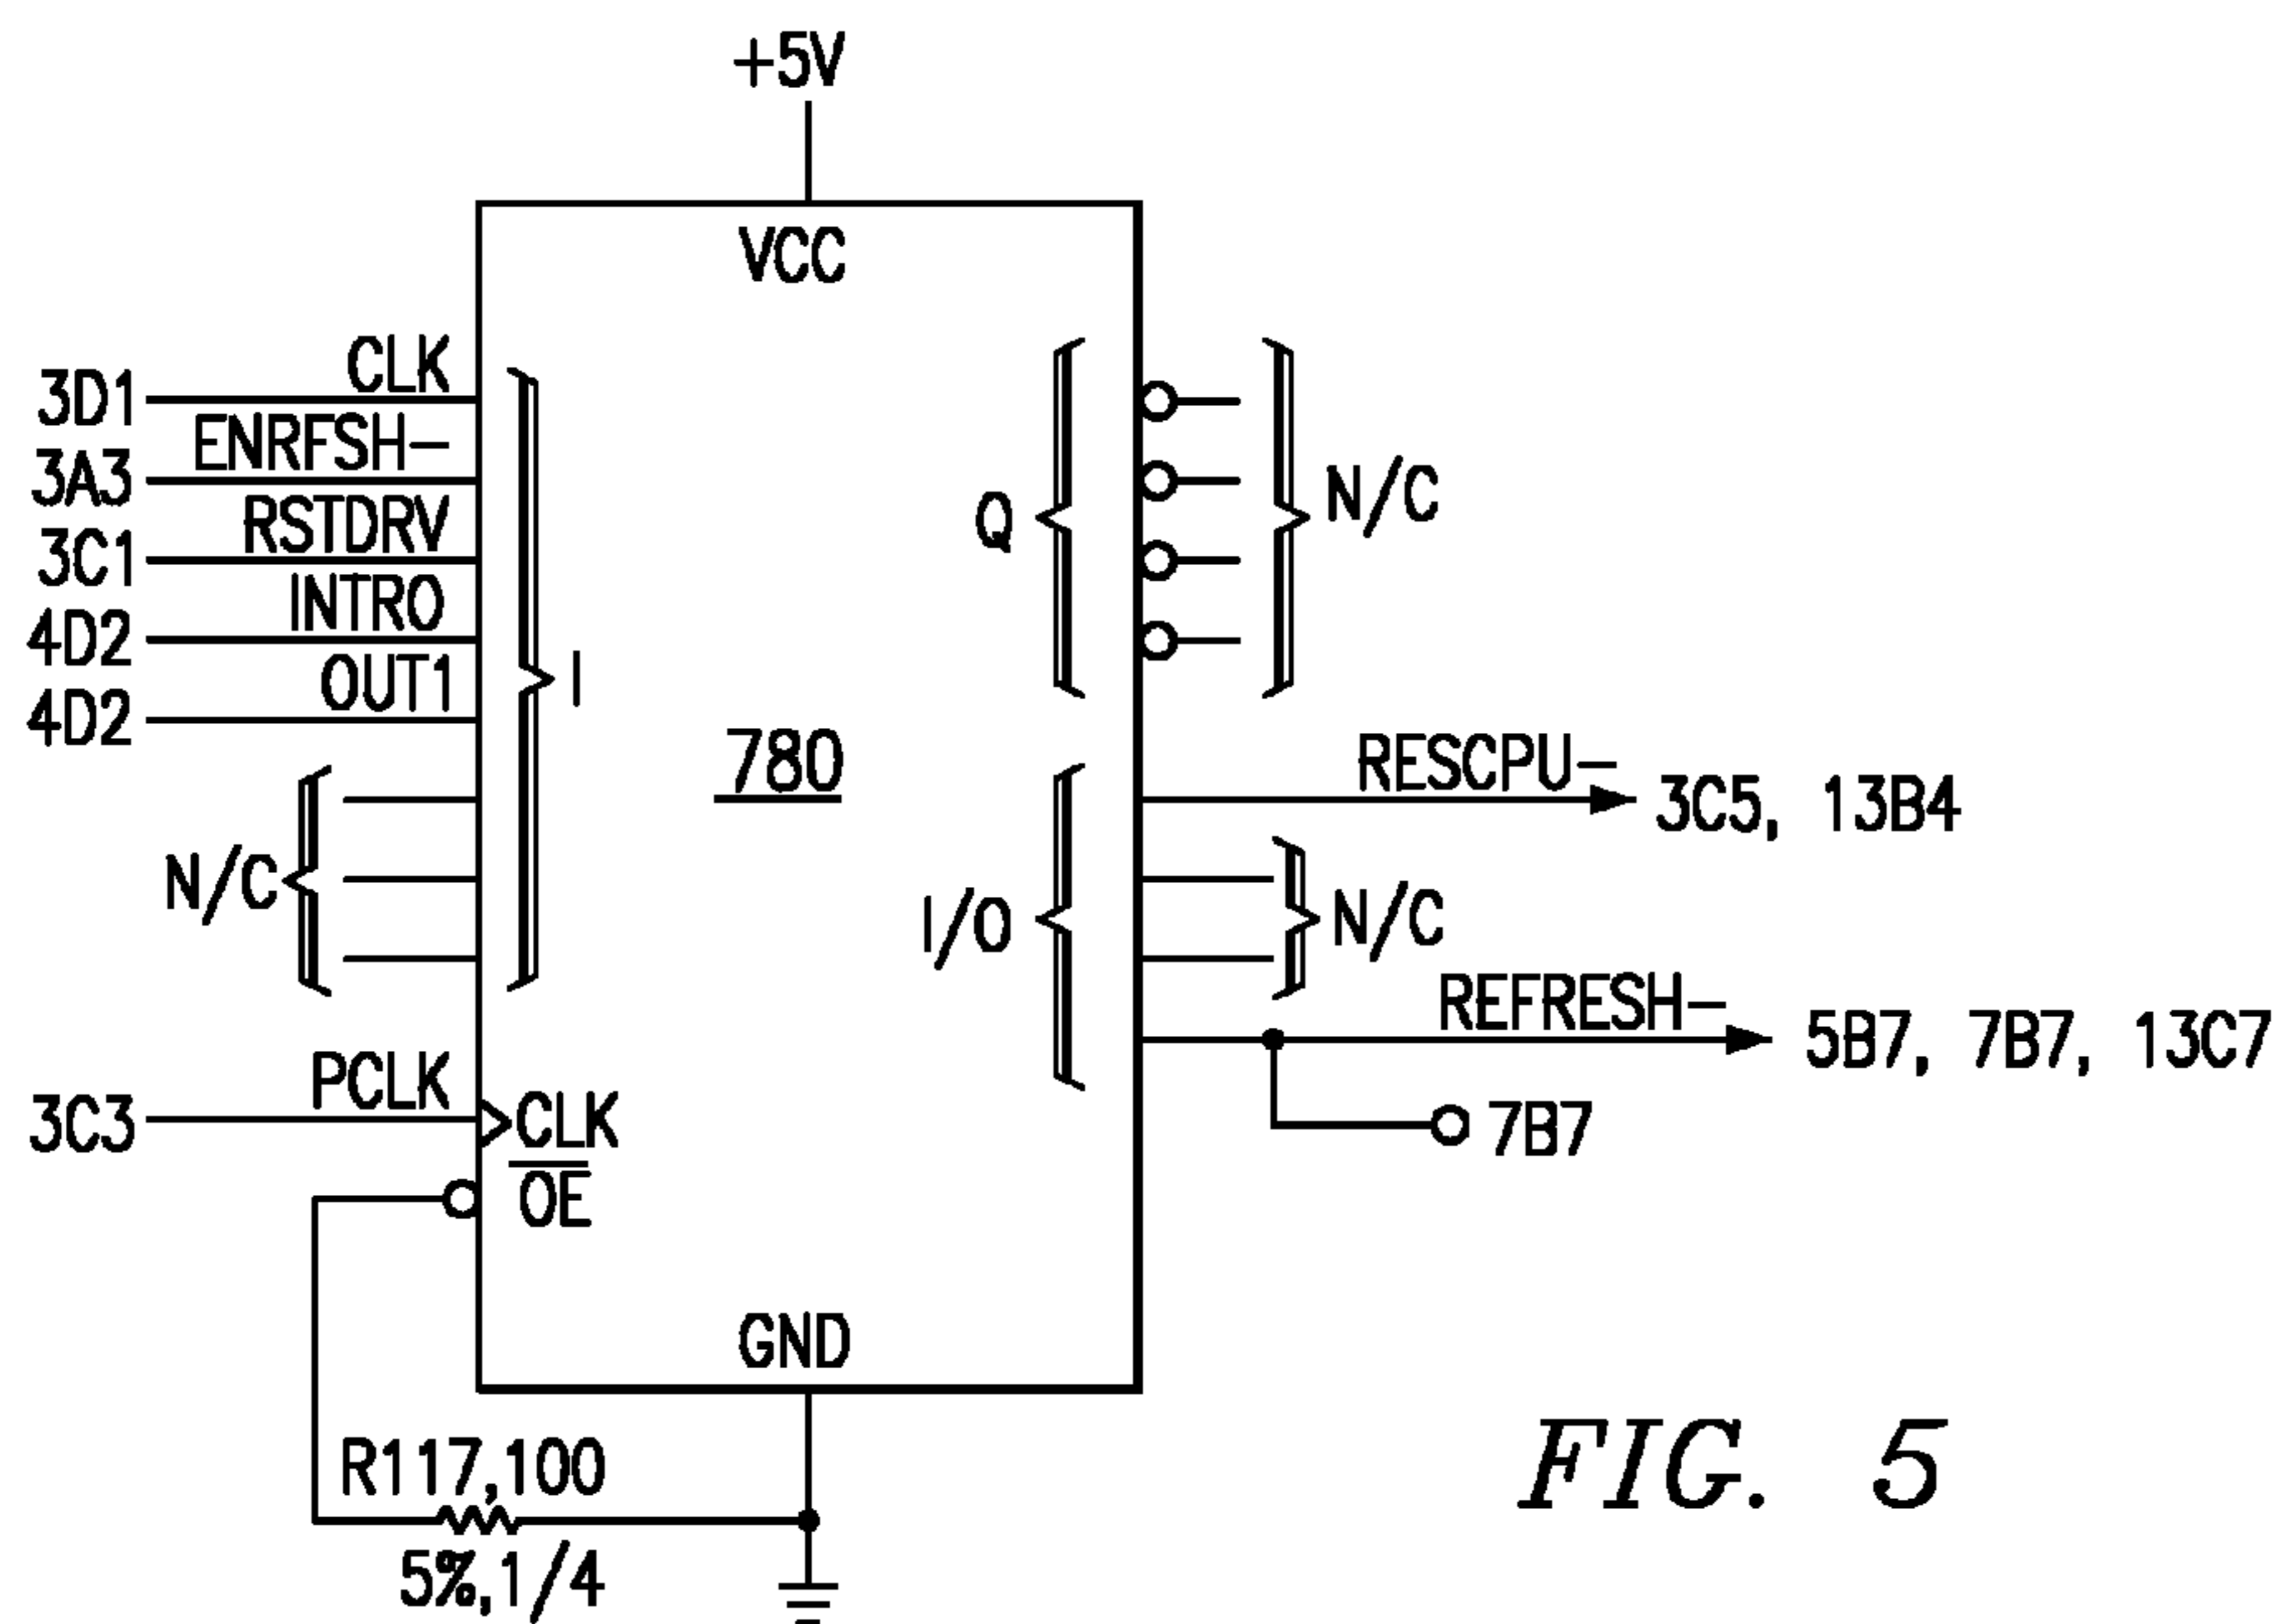 +5V
VCC
3D1 CLK
3A3 ENRFSH-
3C1 RSTDRV
4D2 INTRO
4D2 OUT1
I
N/C
Q
N/C
780
I/O
RESCPU- 3C5, 13B4
N/C
REFRESH- 5B7, 7B7, 13C7
7B7
3C3 PCLK CLK
OE
GND
R117,100
5%,1/4
FIG. 5